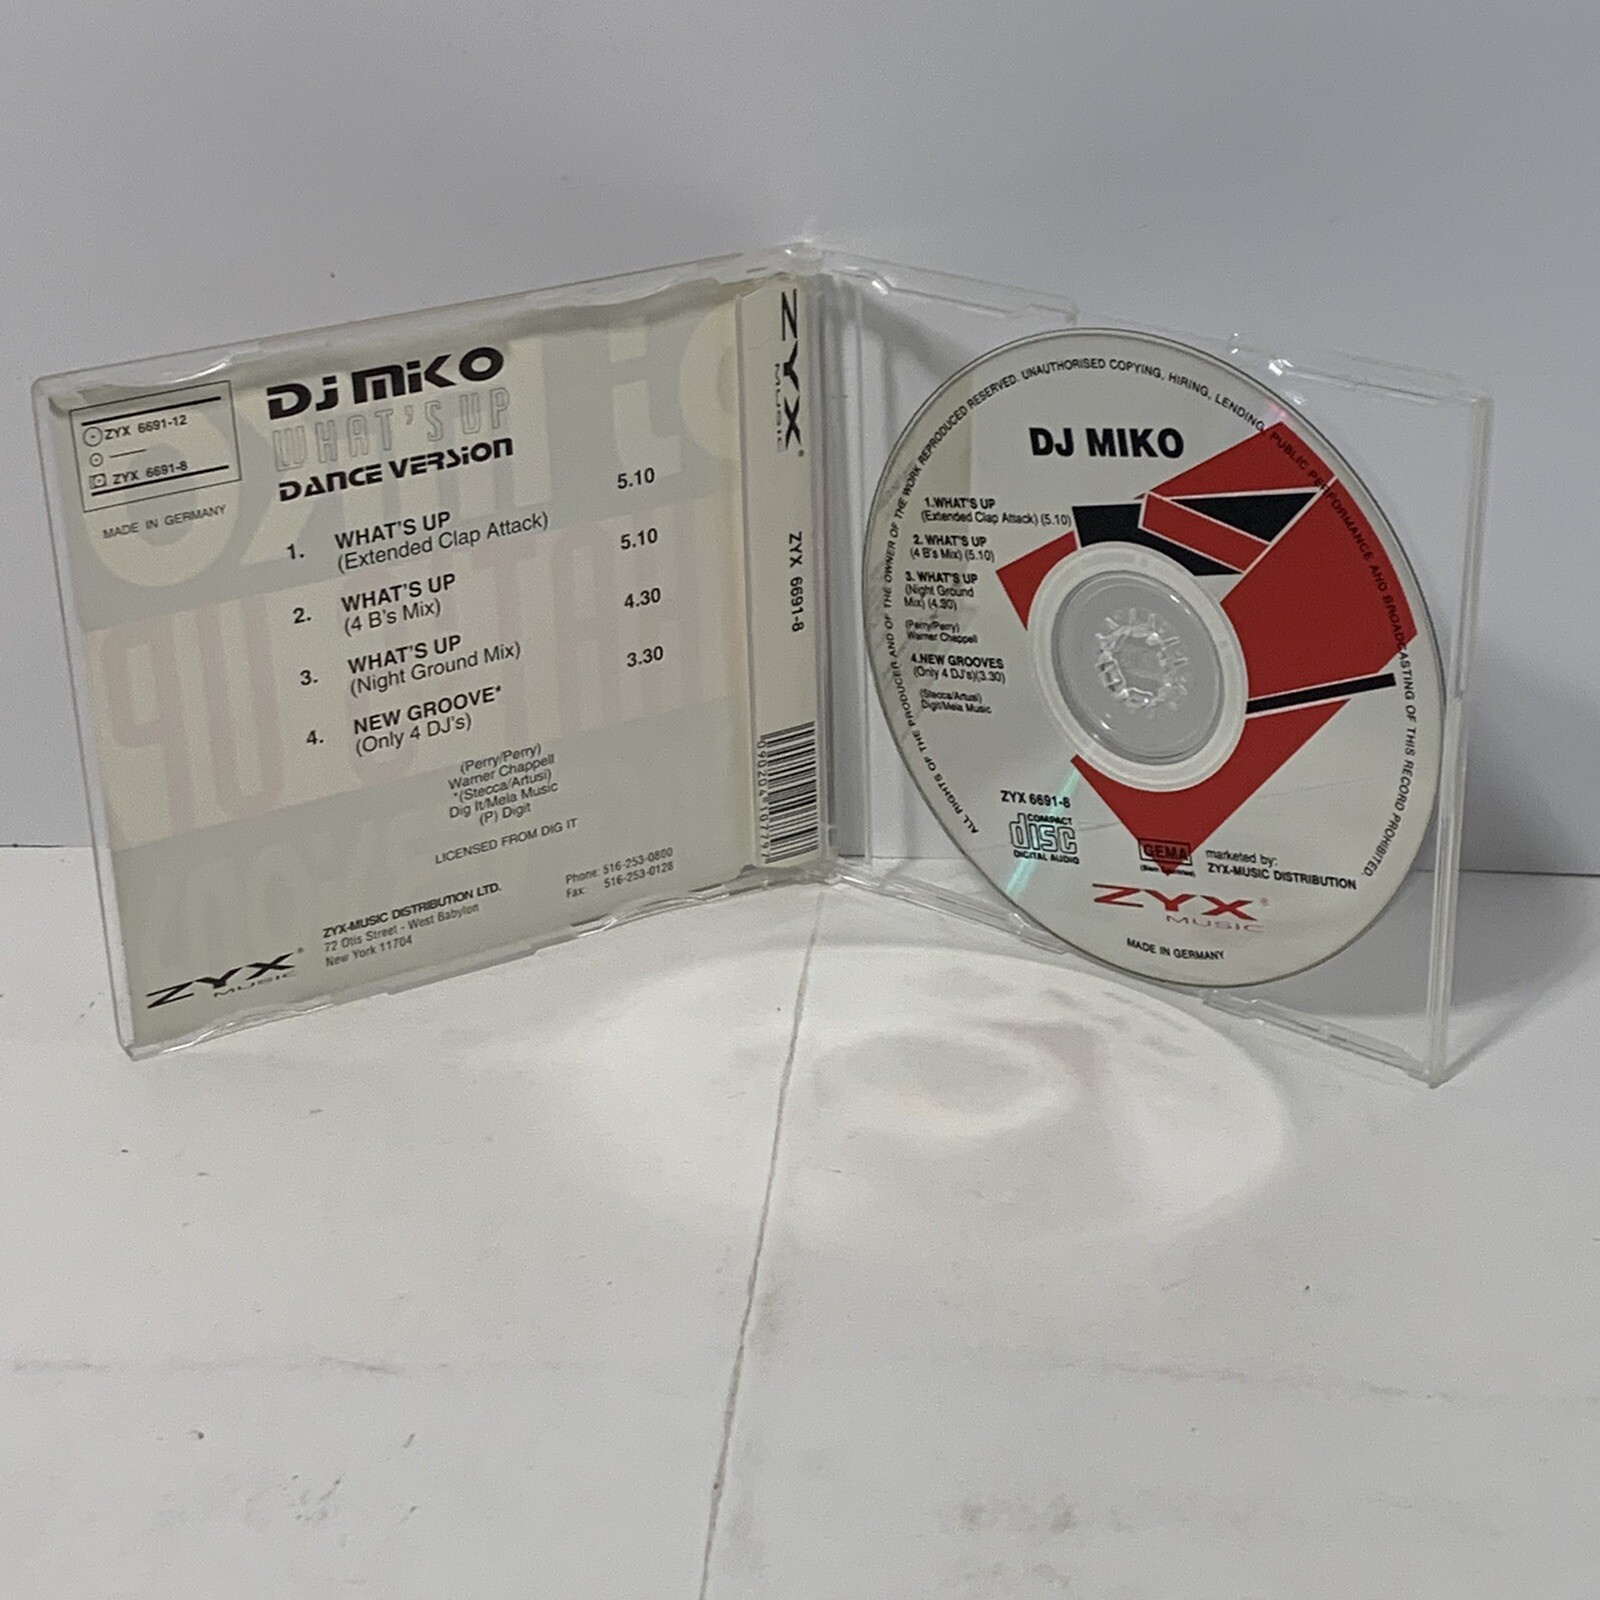 ZYX 6691-12
ZYX 6691-8
MADE IN GERMANY
DJ MIKO
WHAT'S UP
DANCE VERSION
1. WHAT'S UP 5.10
(Extended Clap Attack)
2. WHAT'S UP 5.10
(4 B's Mix)
3. WHAT'S UP 4.30
(Night Ground Mix)
4. NEW GROOVE* 3.30
(Only 4 DJ's)
(Perry/Perry)
Warner Chappell
*(Stecca/Artusi)
Dig It/Mela Music
(P) Digit
LICENSED FROM DIG IT
ZYX-MUSIC DISTRIBUTION LTD.
72 Otis Street - West Babylon
New York 11704
Phone: 516-253-0800
Fax: 516-253-0128
ZYX®
MUSIC
ZYX®
MUSIC
ZYX 6691-8
ALL RIGHTS OF THE PRODUCER AND OF THE OWNER OF THE WORK REPRODUCED RESERVED. UNAUTHORISED COPYING, HIRING, LENDING, PUBLIC PERFORMANCE AND BROADCASTING OF THIS RECORD PROHIBITED.
DJ MIKO
1.WHAT'S UP
(Extended Clap Attack) (5.10)
2. WHAT'S UP
(4 B's Mix) (5.10)
3. WHAT'S UP
(Night Ground
Mix) (4.30)
(Perry/Perry)
Warner Chappell
4.NEW GROOVES
(Only 4 DJ's)(3.30)
(Stecca/Artusi)
Digit/Mela Music
ZYX 6691-8
COMPACT
disc
DIGITAL AUDIO
GEMA
marketed by:
ZYX-MUSIC DISTRIBUTION
ZYX®
MUSIC
MADE IN GERMANY